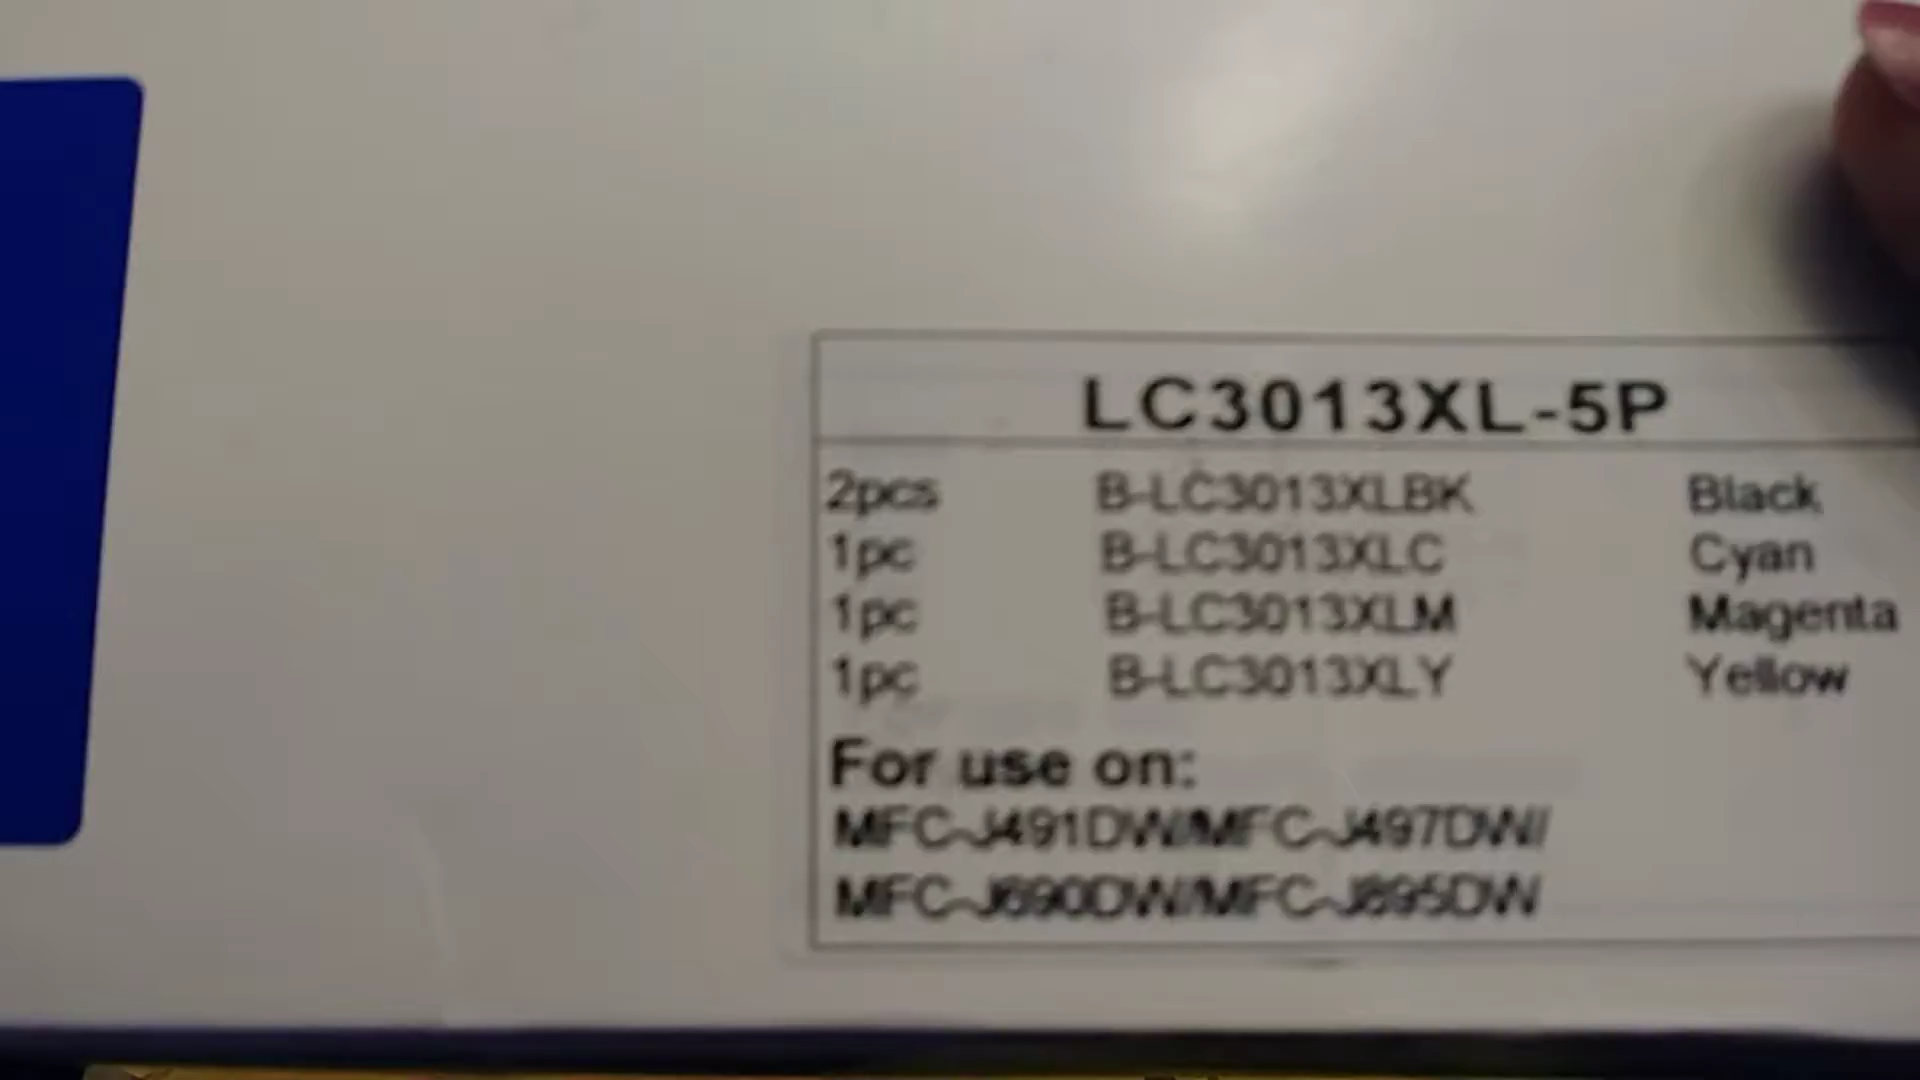 LC3013XL-5P
2pcs B-LC3013XLBK Black
1pc B-LC3013XLC Cyan
1pc B-LC3013XLM Magenta
1pc B-LC3013XLY Yellow
For use on:
MFC-J491DW/MFC-J497DW/
MFC-J690DW/MFC-J895DW